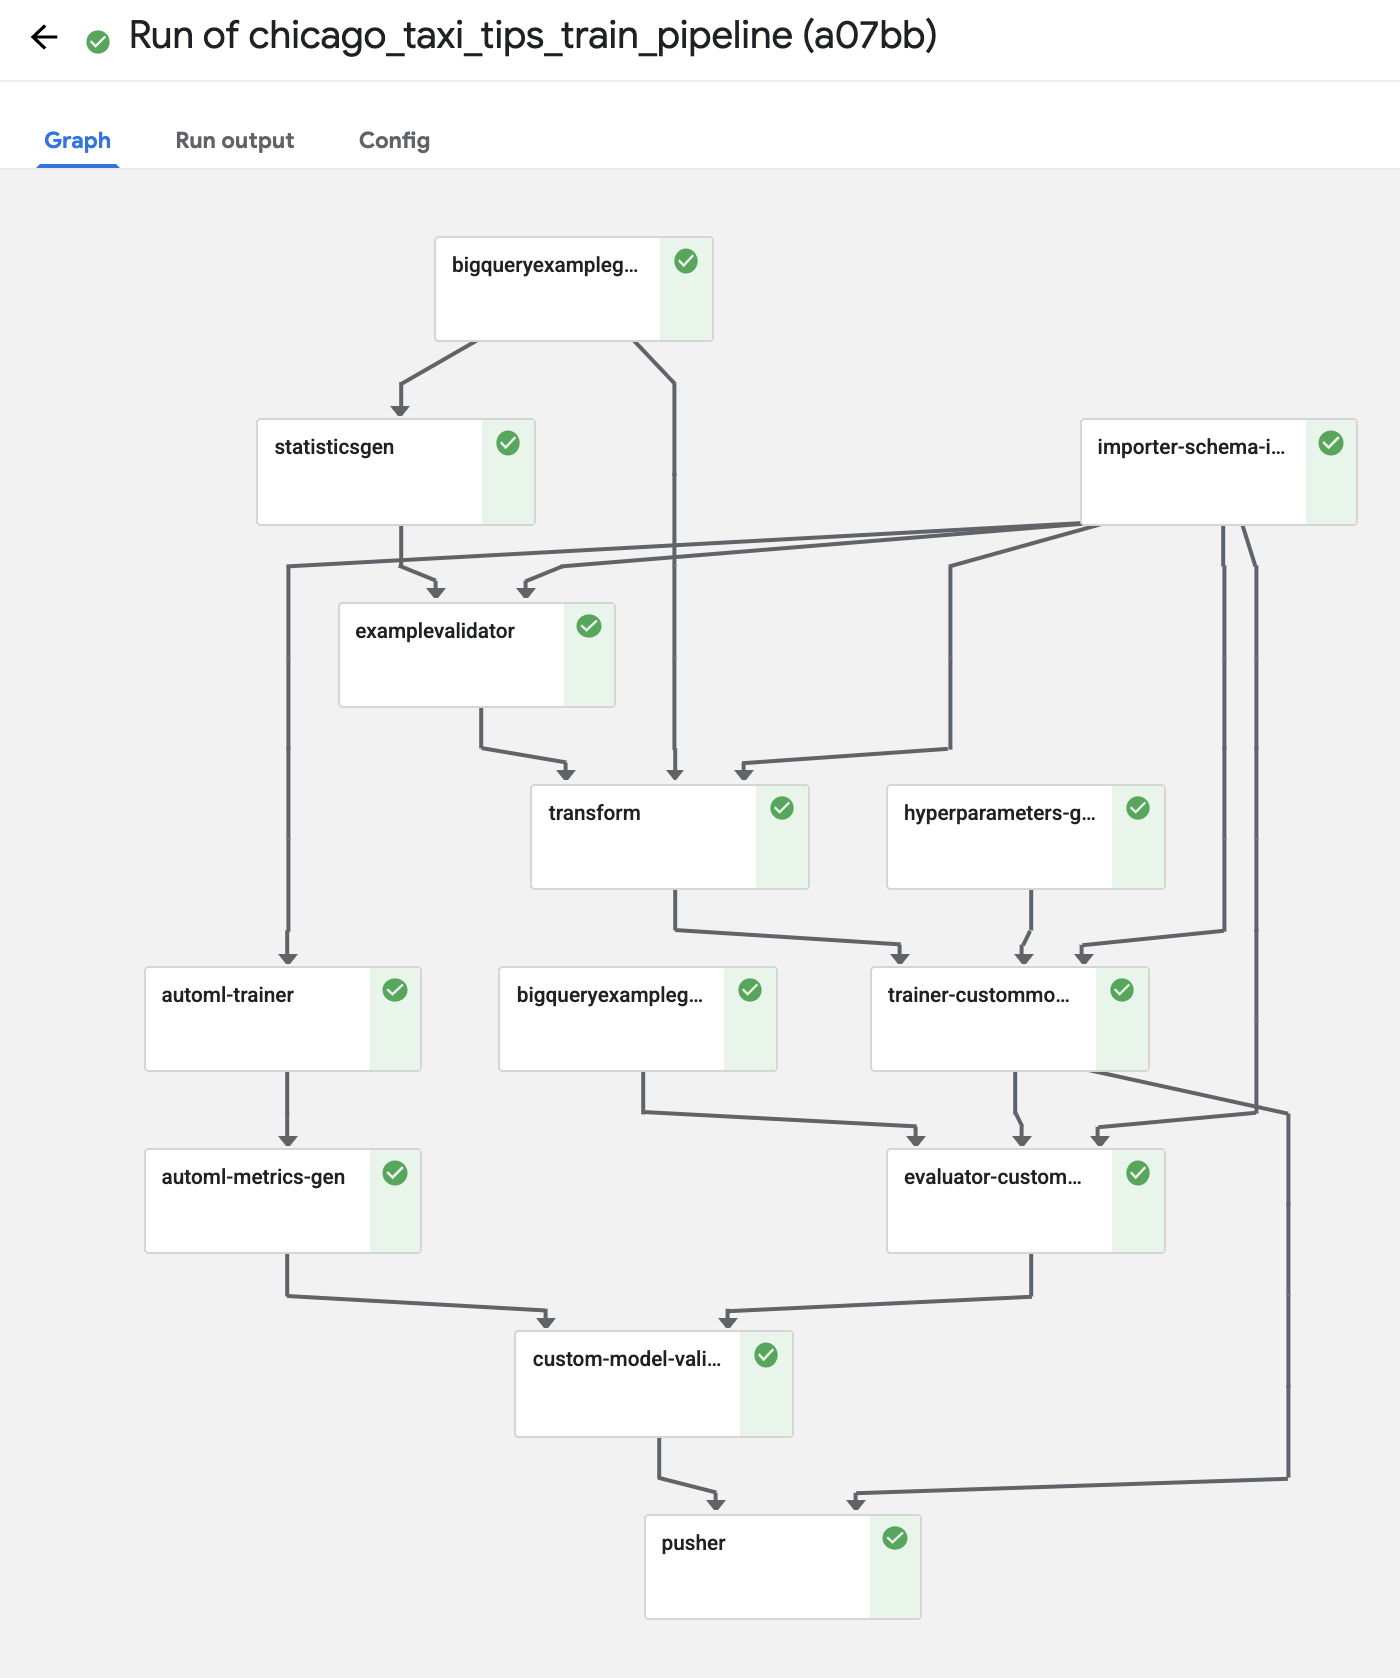 Run of chicago_taxi_tips_train_pipeline (a07bb)
Graph
Run output
Config
bigqueryexampleg...
statisticsgen
importer-schema-i...
examplevalidator
transform
hyperparameters-g...
automl-trainer
bigqueryexampleg...
trainer-custommo...
automl-metrics-gen
evaluator-custom...
custom-model-vali...
pusher